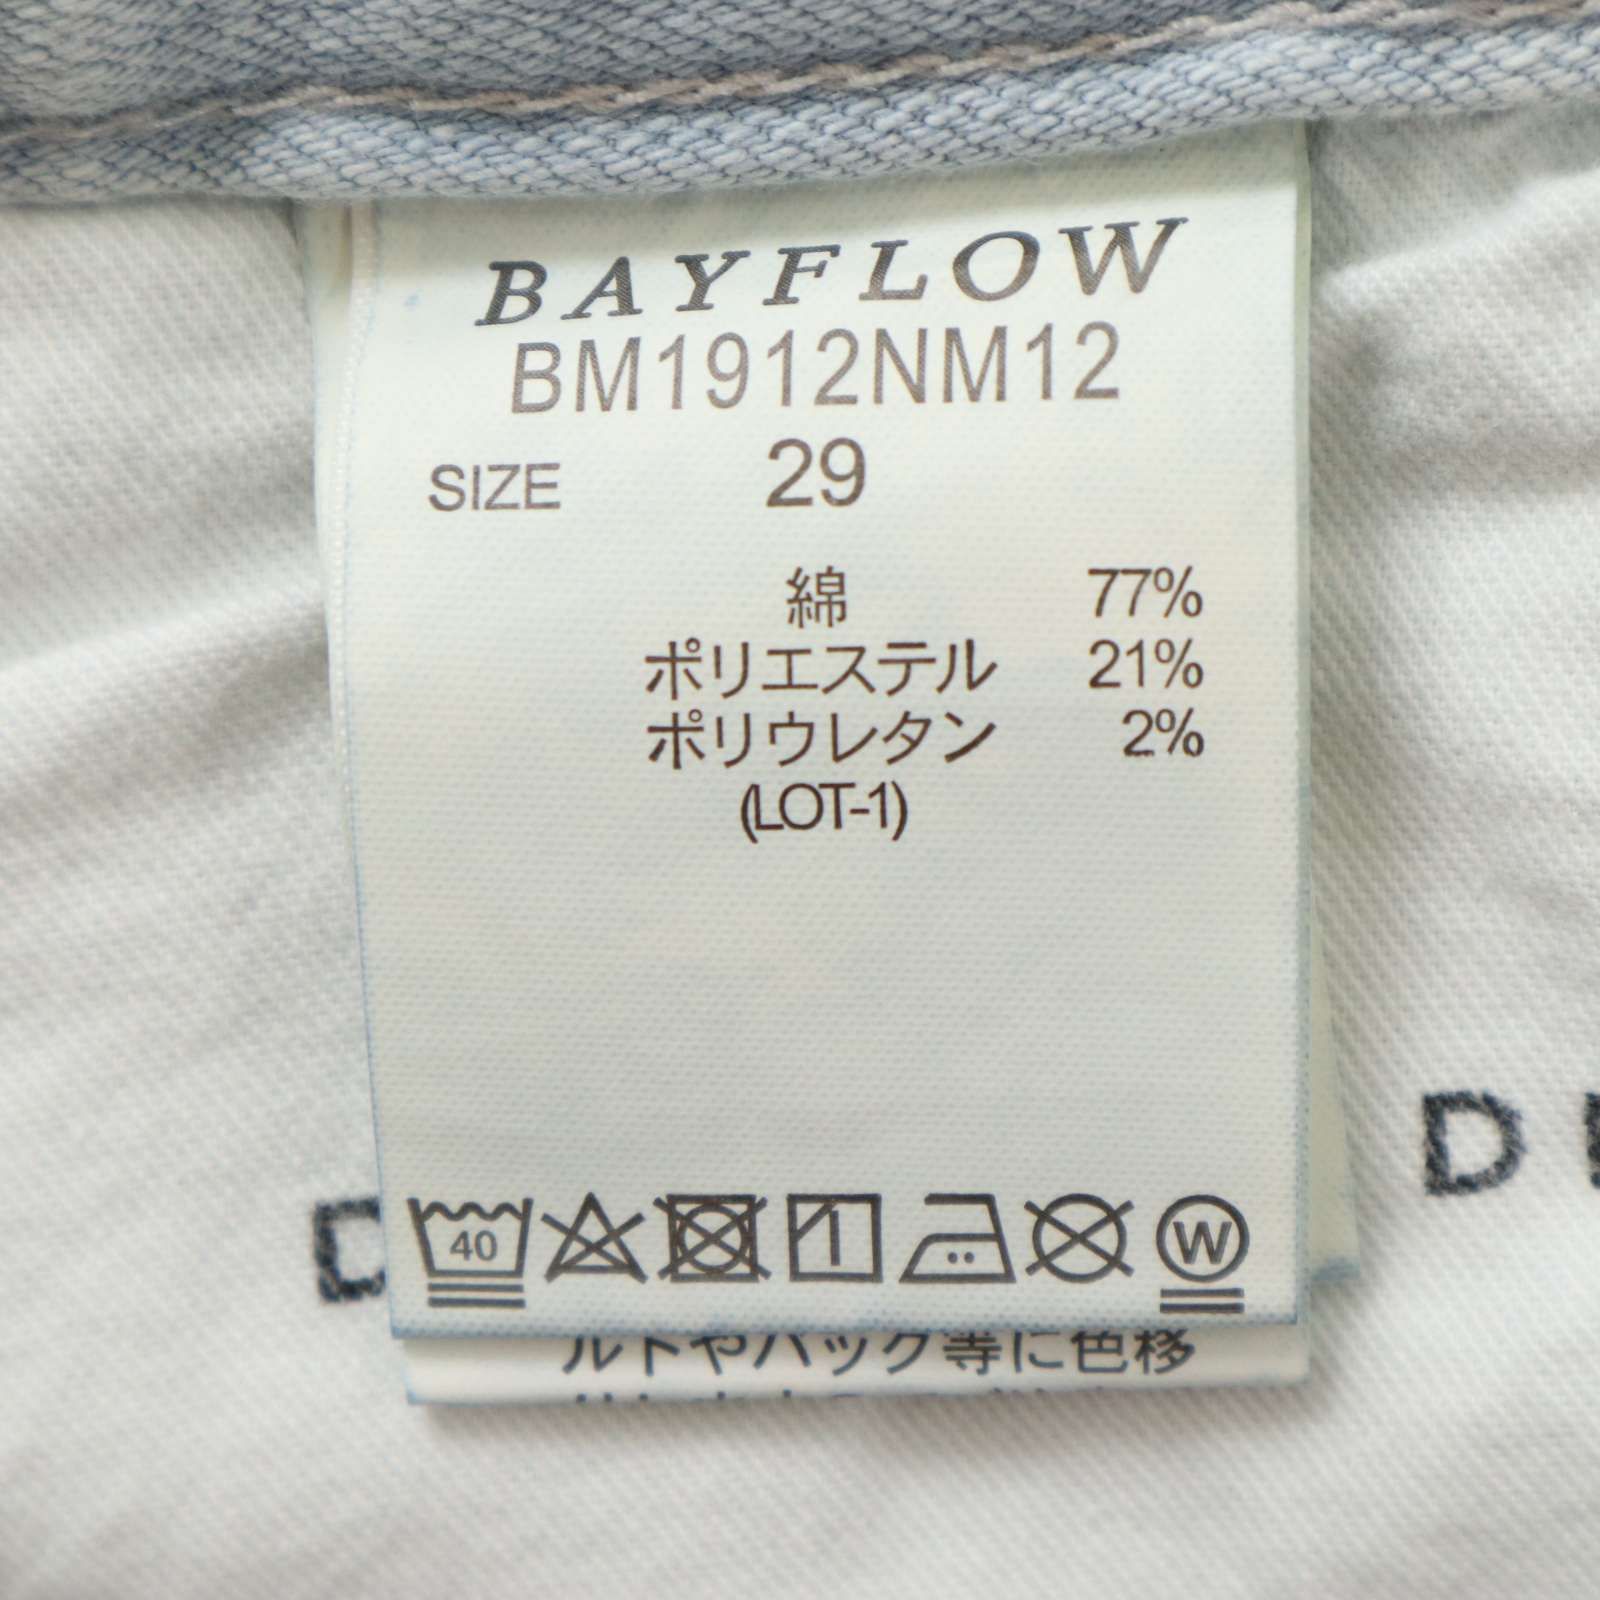 BAYFLOW
BM1912NM12
SIZE 29
綿 77%
ポリエステル 21%
ポリウレタン 2%
(LOT-1)
40
W
ルトやバッグ等に色移
D